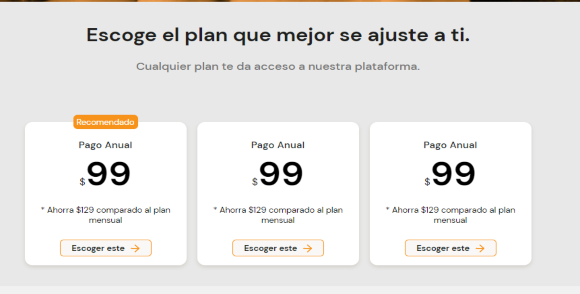 Escoge el plan que mejor se ajuste a ti.
Cualquier plan te da acceso a nuestra plataforma.
Recomendado
Pago Anual
$99
* Ahorra $129 comparado al plan
mensual
Escoger este →
Pago Anual
$99
* Ahorra $129 comparado al plan
mensual
Escoger este →
Pago Anual
$99
* Ahorra $129 comparado al plan
mensual
Escoger este →